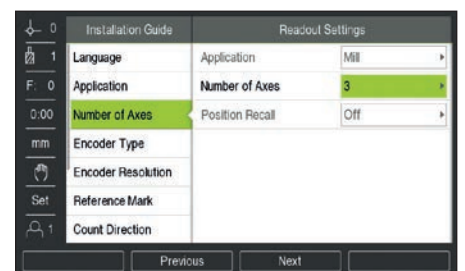 0
Installation Guide
Readout Settings
1
Language
Application
Mill
F: 0
Application
Number of Axes
3
0:00
Number of Axes
Position Recall
Off
mm
Encoder Type
Encoder Resolution
Set
Reference Mark
1
Count Direction
Previous
Next